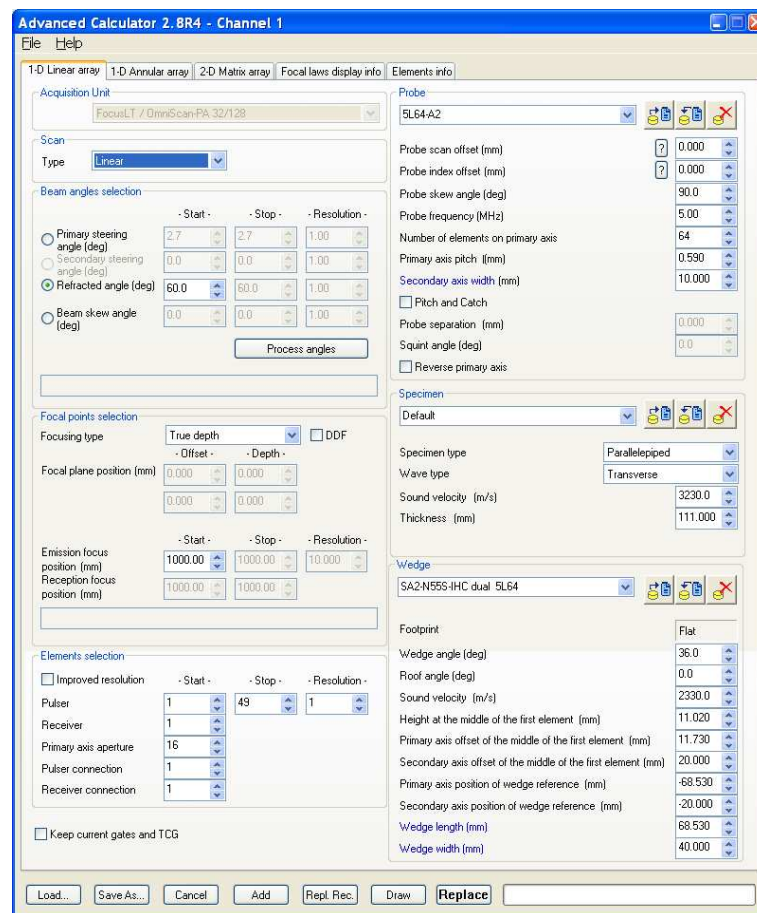 Advanced Calculator 2.8R4 - Channel 1
File Help
1-D Linear array 1-D Annular array 2-D Matrix array Focal laws display info Elements info
Acquisition Unit
FocusLT / OmniScan-PA 32/128
Scan
Type Linear
Beam angles selection
- Start - - Stop - - Resolution -
Primary steering angle (deg) 2.7 2.7 1.00
Secondary steering angle (deg) 0.0 0.0 1.00
Refracted angle (deg) 60.0 60.0 1.00
Beam skew angle (deg) 0.0 0.0 1.00
Process angles
Focal points selection
Focusing type True depth DDF
- Offset - - Depth -
Focal plane position (mm) 0.000 0.000
0.000 0.000
- Start - - Stop - - Resolution -
Emission focus position (mm) 1000.00 1000.00 10.000
Reception focus position (mm) 1000.00 1000.00
Elements selection
Improved resolution - Start - - Stop - - Resolution -
Pulser 1 49 1
Receiver 1
Primary axis aperture 16
Pulser connection 1
Receiver connection 1
Keep current gates and TCG
Probe
5L64-A2
Probe scan offset (mm) ? 0.000
Probe index offset (mm) ? 0.000
Probe skew angle (deg) 90.0
Probe frequency (MHz) 5.00
Number of elements on primary axis 64
Primary axis pitch (mm) 0.590
Secondary axis width (mm) 10.000
Pitch and Catch
Probe separation (mm) 0.000
Squint angle (deg) 0.0
Reverse primary axis
Specimen
Default
Specimen type Parallelepiped
Wave type Transverse
Sound velocity (m/s) 3230.0
Thickness (mm) 111.000
Wedge
SA2-N55S-IHC dual 5L64
Footprint Flat
Wedge angle (deg) 36.0
Roof angle (deg) 0.0
Sound velocity (m/s) 2330.0
Height at the middle of the first element (mm) 11.020
Primary axis offset of the middle of the first element (mm) 11.730
Secondary axis offset of the middle of the first element (mm) 20.000
Primary axis position of wedge reference (mm) -68.530
Secondary axis position of wedge reference (mm) -20.000
Wedge length (mm) 68.530
Wedge width (mm) 40.000
Load... Save As... Cancel Add Repl. Rec. Draw Replace